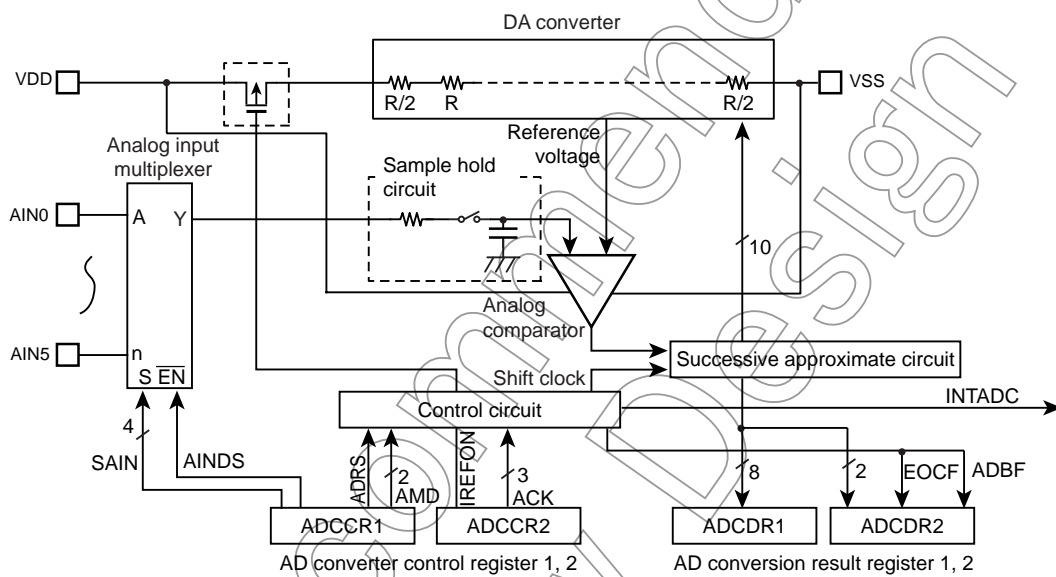 DA converter
VDD
VSS
R/2
R
R/2
Analog input
multiplexer
Reference
voltage
Sample hold
circuit
AIN0
A
Y
10
Analog
comparator
AIN5
n
S EN
Successive approximate circuit
Shift clock
INTADC
Control circuit
4
SAIN
AINDS
ADRS
2
AMD
IREFON
3
ACK
8
2
EOCF
ADBF
ADCCR1
ADCCR2
ADCDR1
ADCDR2
AD converter control register 1, 2
AD conversion result register 1, 2
commend
Design